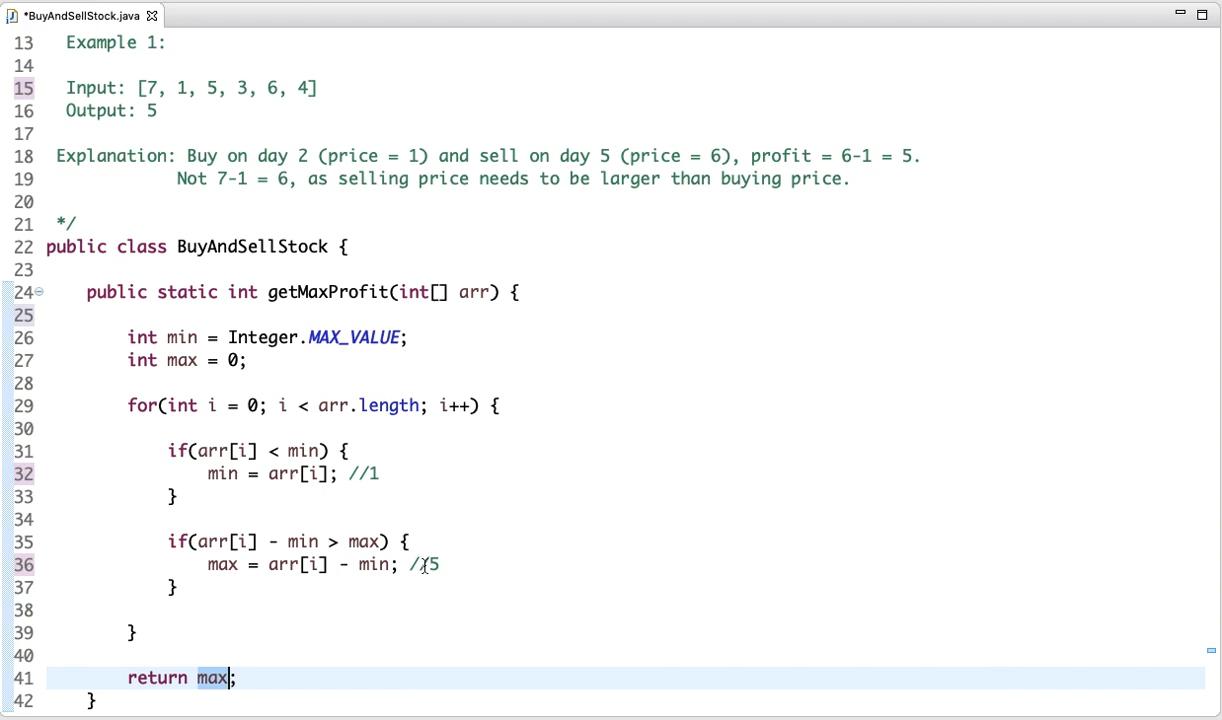 *BuyAndSellStock.java
13 Example 1:
14
15 Input: [7, 1, 5, 3, 6, 4]
16 Output: 5
17
18 Explanation: Buy on day 2 (price = 1) and sell on day 5 (price = 6), profit = 6-1 = 5.
19 Not 7-1 = 6, as selling price needs to be larger than buying price.
20
21 */
22 public class BuyAndSellStock {
23
24 public static int getMaxProfit(int[] arr) {
25
26 int min = Integer.MAX_VALUE;
27 int max = 0;
28
29 for(int i = 0; i < arr.length; i++) {
30
31 if(arr[i] < min) {
32 min = arr[i]; //1
33 }
34
35 if(arr[i] - min > max) {
36 max = arr[i] - min; //5
37 }
38
39 }
40
41 return max;
42 }